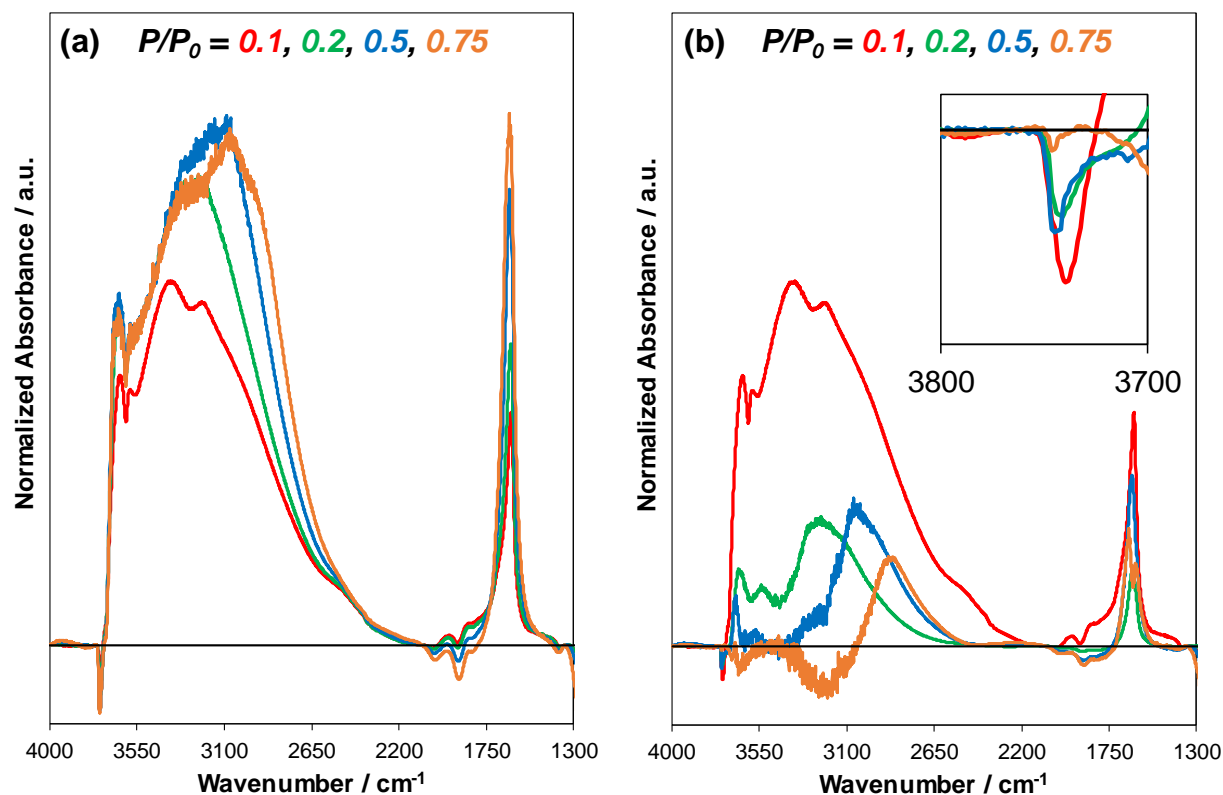 (a) P/P0 = 0.1, 0.2, 0.5, 0.75
Normalized Absorbance / a.u.
4000 3550 3100 2650 2200 1750 1300
Wavenumber / cm-1
(b) P/P0 = 0.1, 0.2, 0.5, 0.75
3800 3700
Normalized Absorbance / a.u.
4000 3550 3100 2650 2200 1750 1300
Wavenumber / cm-1